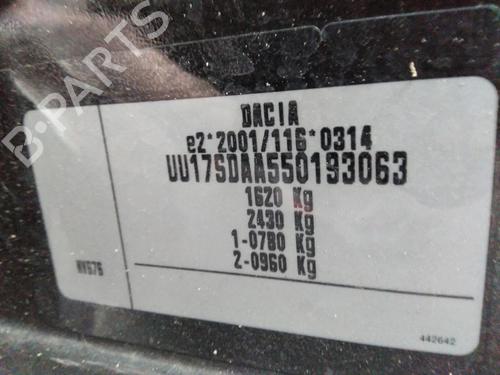 B-PARTS
DACIA
e2*2001/116*0314
UU17SDAA550193063
1620 Kg
2430 Kg
1-0780 Kg
2-0960 Kg
NV676
442642